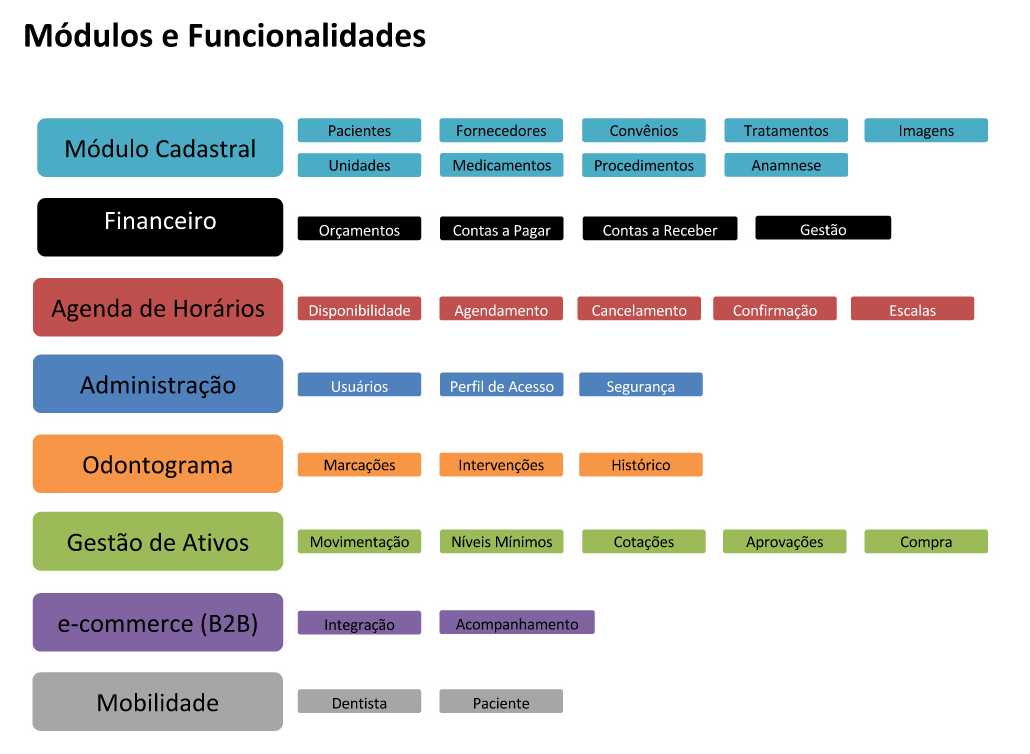 Módulos e Funcionalidades
Módulo Cadastral
Pacientes
Fornecedores
Convênios
Tratamentos
Imagens
Unidades
Medicamentos
Procedimentos
Anamnese
Financeiro
Orçamentos
Contas a Pagar
Contas a Receber
Gestão
Agenda de Horários
Disponibilidade
Agendamento
Cancelamento
Confirmação
Escalas
Administração
Usuários
Perfil de Acesso
Segurança
Odontograma
Marcações
Intervenções
Histórico
Gestão de Ativos
Movimentação
Níveis Mínimos
Cotações
Aprovações
Compra
e-commerce (B2B)
Integração
Acompanhamento
Mobilidade
Dentista
Paciente